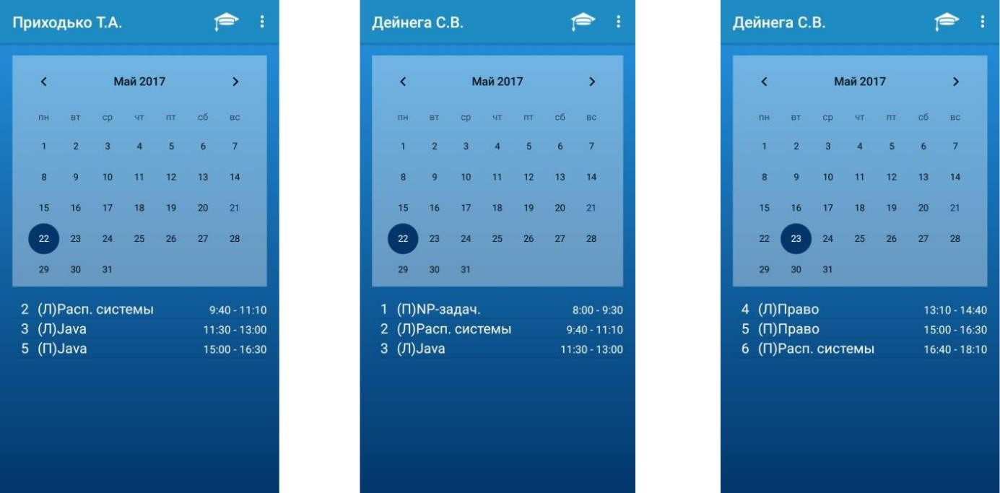 Приходько Т.А.
Май 2017
пн вт ср чт пт сб вс
1 2 3 4 5 6 7
8 9 10 11 12 13 14
15 16 17 18 19 20 21
22 23 24 25 26 27 28
29 30 31
2 (Л)Расп. системы 9:40 - 11:10
3 (Л)Java 11:30 - 13:00
5 (П)Java 15:00 - 16:30
Дейнега С.В.
Май 2017
пн вт ср чт пт сб вс
1 2 3 4 5 6 7
8 9 10 11 12 13 14
15 16 17 18 19 20 21
22 23 24 25 26 27 28
29 30 31
1 (П)NP-задач. 8:00 - 9:30
2 (Л)Расп. системы 9:40 - 11:10
3 (Л)Java 11:30 - 13:00
Дейнега С.В.
Май 2017
пн вт ср чт пт сб вс
1 2 3 4 5 6 7
8 9 10 11 12 13 14
15 16 17 18 19 20 21
22 23 24 25 26 27 28
29 30 31
4 (Л)Право 13:10 - 14:40
5 (П)Право 15:00 - 16:30
6 (П)Расп. системы 16:40 - 18:10